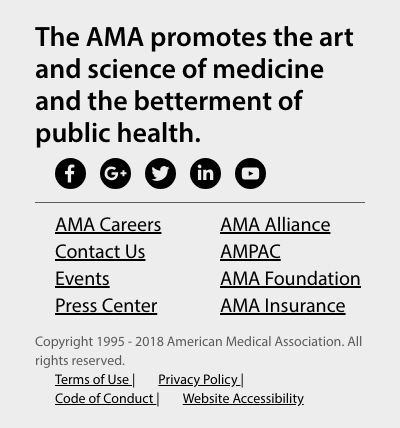 The AMA promotes the art
and science of medicine
and the betterment of
public health.
G+ in
AMA Careers AMA Alliance
Contact Us AMPAC
Events AMA Foundation
Press Center AMA Insurance
Copyright 1995 - 2018 American Medical Association. All
rights reserved.
Terms of Use | Privacy Policy |
Code of Conduct | Website Accessibility